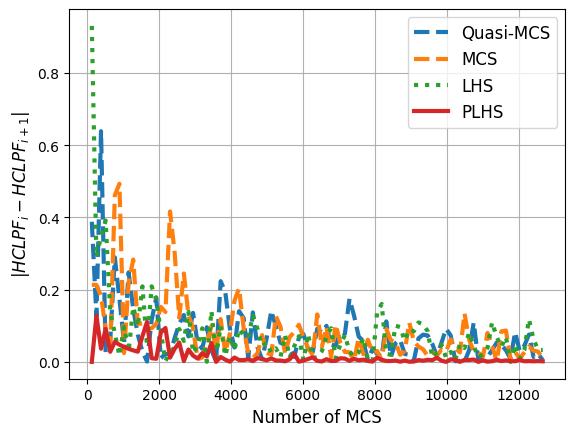 Quasi-MCS
MCS
LHS
PLHS
|HCLPF_i − HCLPF_{i+1}|
0.8
0.6
0.4
0.2
0.0
0 2000 4000 6000 8000 10000 12000
Number of MCS